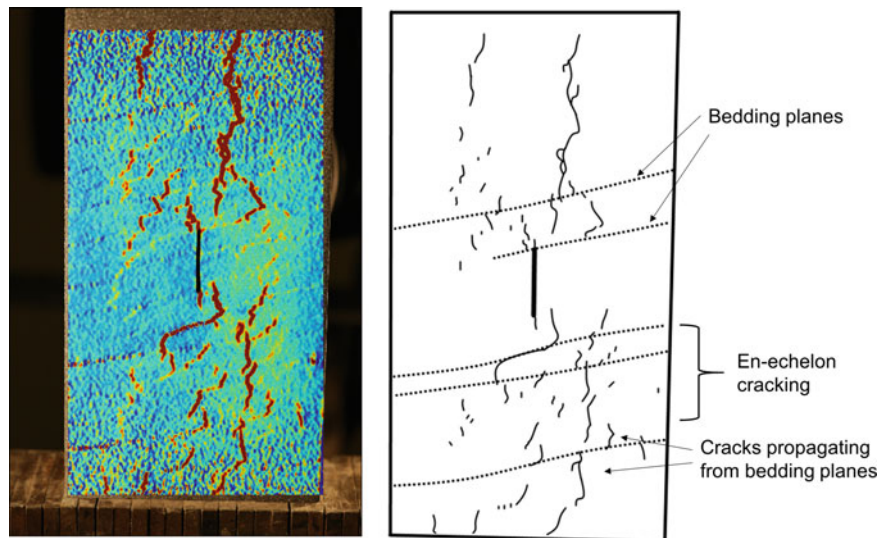 Bedding planes
En-echelon
cracking
Cracks propagating
from bedding planes